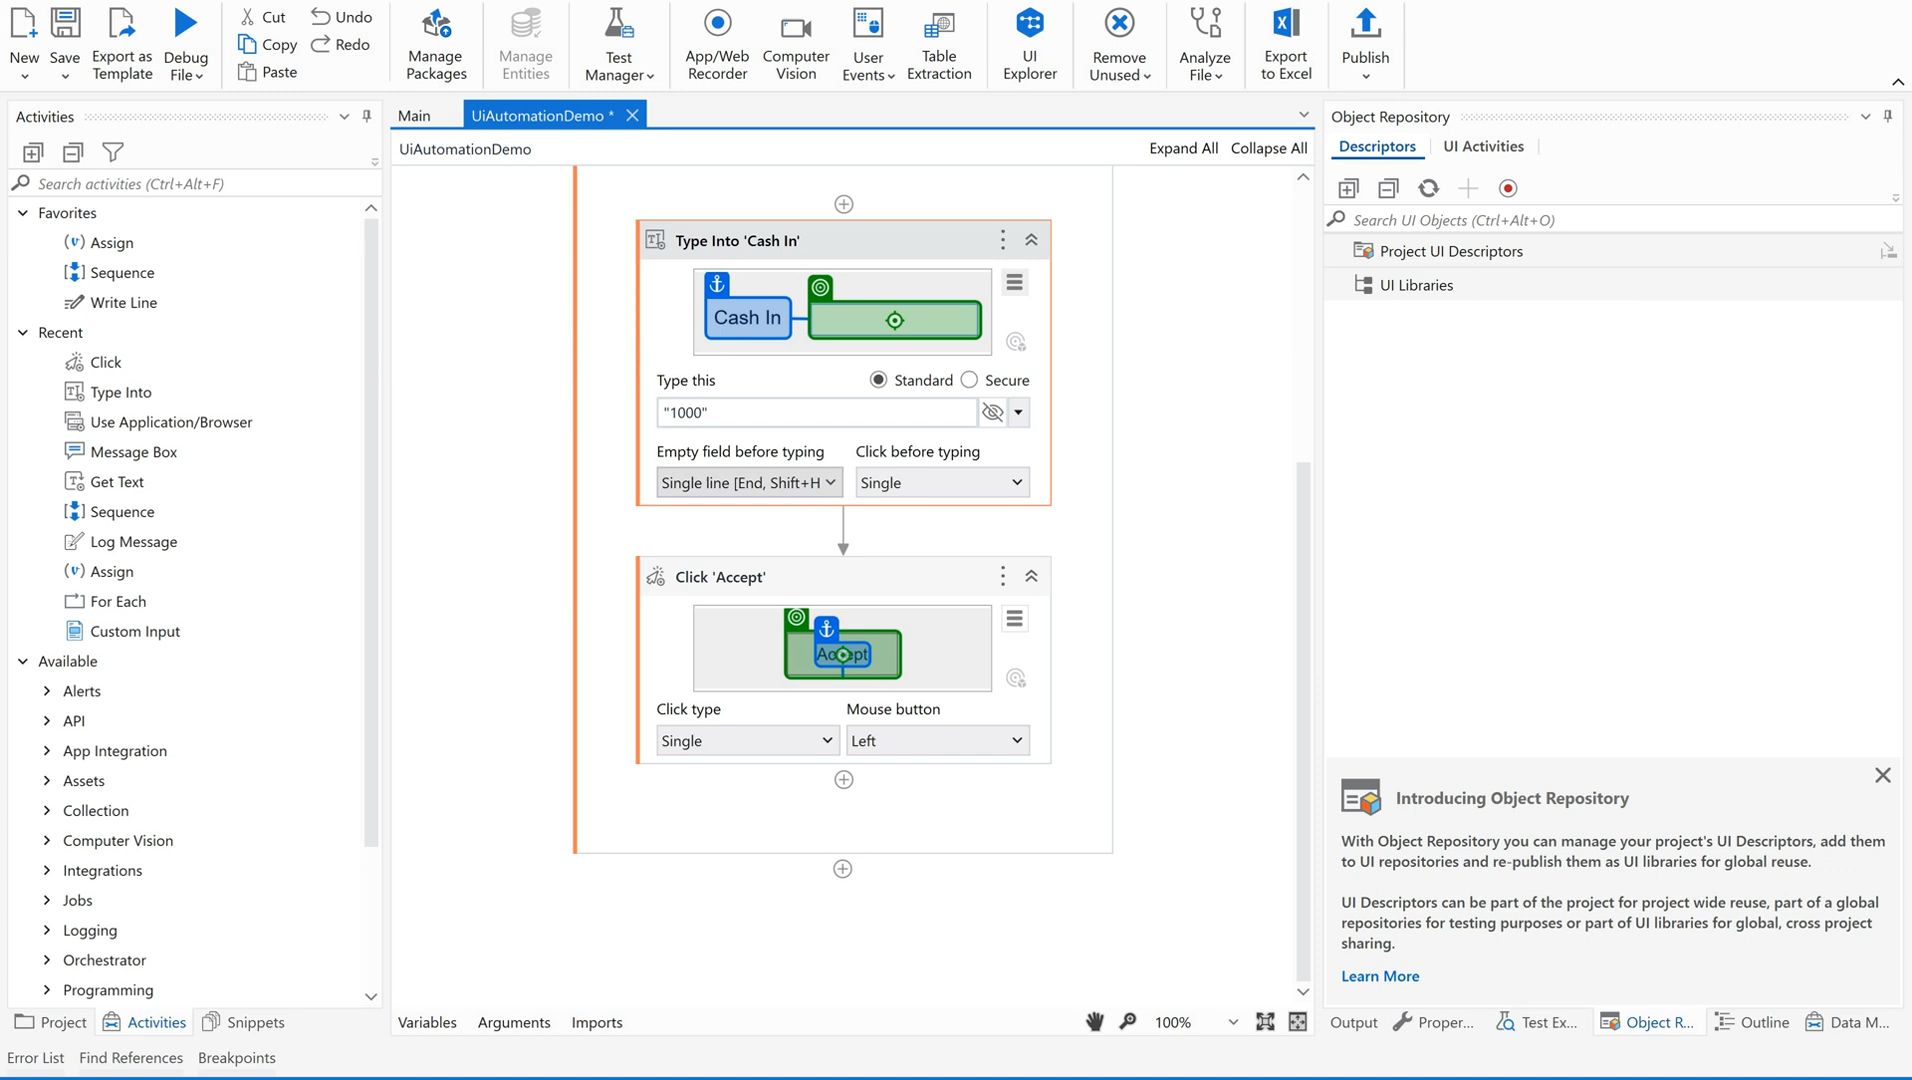 New
Save
Export as
Template
Debug
File
Cut
Copy
Paste
Undo
Redo
Manage
Packages
Manage
Entities
Test
Manager
App/Web
Recorder
Computer
Vision
User
Events
Table
Extraction
UI
Explorer
Remove
Unused
Analyze
File
Export
to Excel
Publish
Activities
Search activities (Ctrl+Alt+F)
Favorites
Assign
Sequence
Write Line
Recent
Click
Type Into
Use Application/Browser
Message Box
Get Text
Sequence
Log Message
Assign
For Each
Custom Input
Available
Alerts
API
App Integration
Assets
Collection
Computer Vision
Integrations
Jobs
Logging
Orchestrator
Programming
Project
Activities
Snippets
Error List
Find References
Breakpoints
Main
UiAutomationDemo *
UiAutomationDemo
Expand All
Collapse All
Type Into 'Cash In'
Cash In
Type this
Standard
Secure
"1000"
Empty field before typing
Click before typing
Single line [End, Shift+H
Single
Click 'Accept'
Accept
Click type
Mouse button
Single
Left
Variables
Arguments
Imports
100%
Object Repository
Descriptors
UI Activities
Search UI Objects (Ctrl+Alt+O)
Project UI Descriptors
UI Libraries
Introducing Object Repository
With Object Repository you can manage your project's UI Descriptors, add them
to UI repositories and re-publish them as UI libraries for global reuse.
UI Descriptors can be part of the project for project wide reuse, part of a global
repositories for testing purposes or part of UI libraries for global, cross project
sharing.
Learn More
Output
Proper...
Test Ex...
Object R...
Outline
Data M...